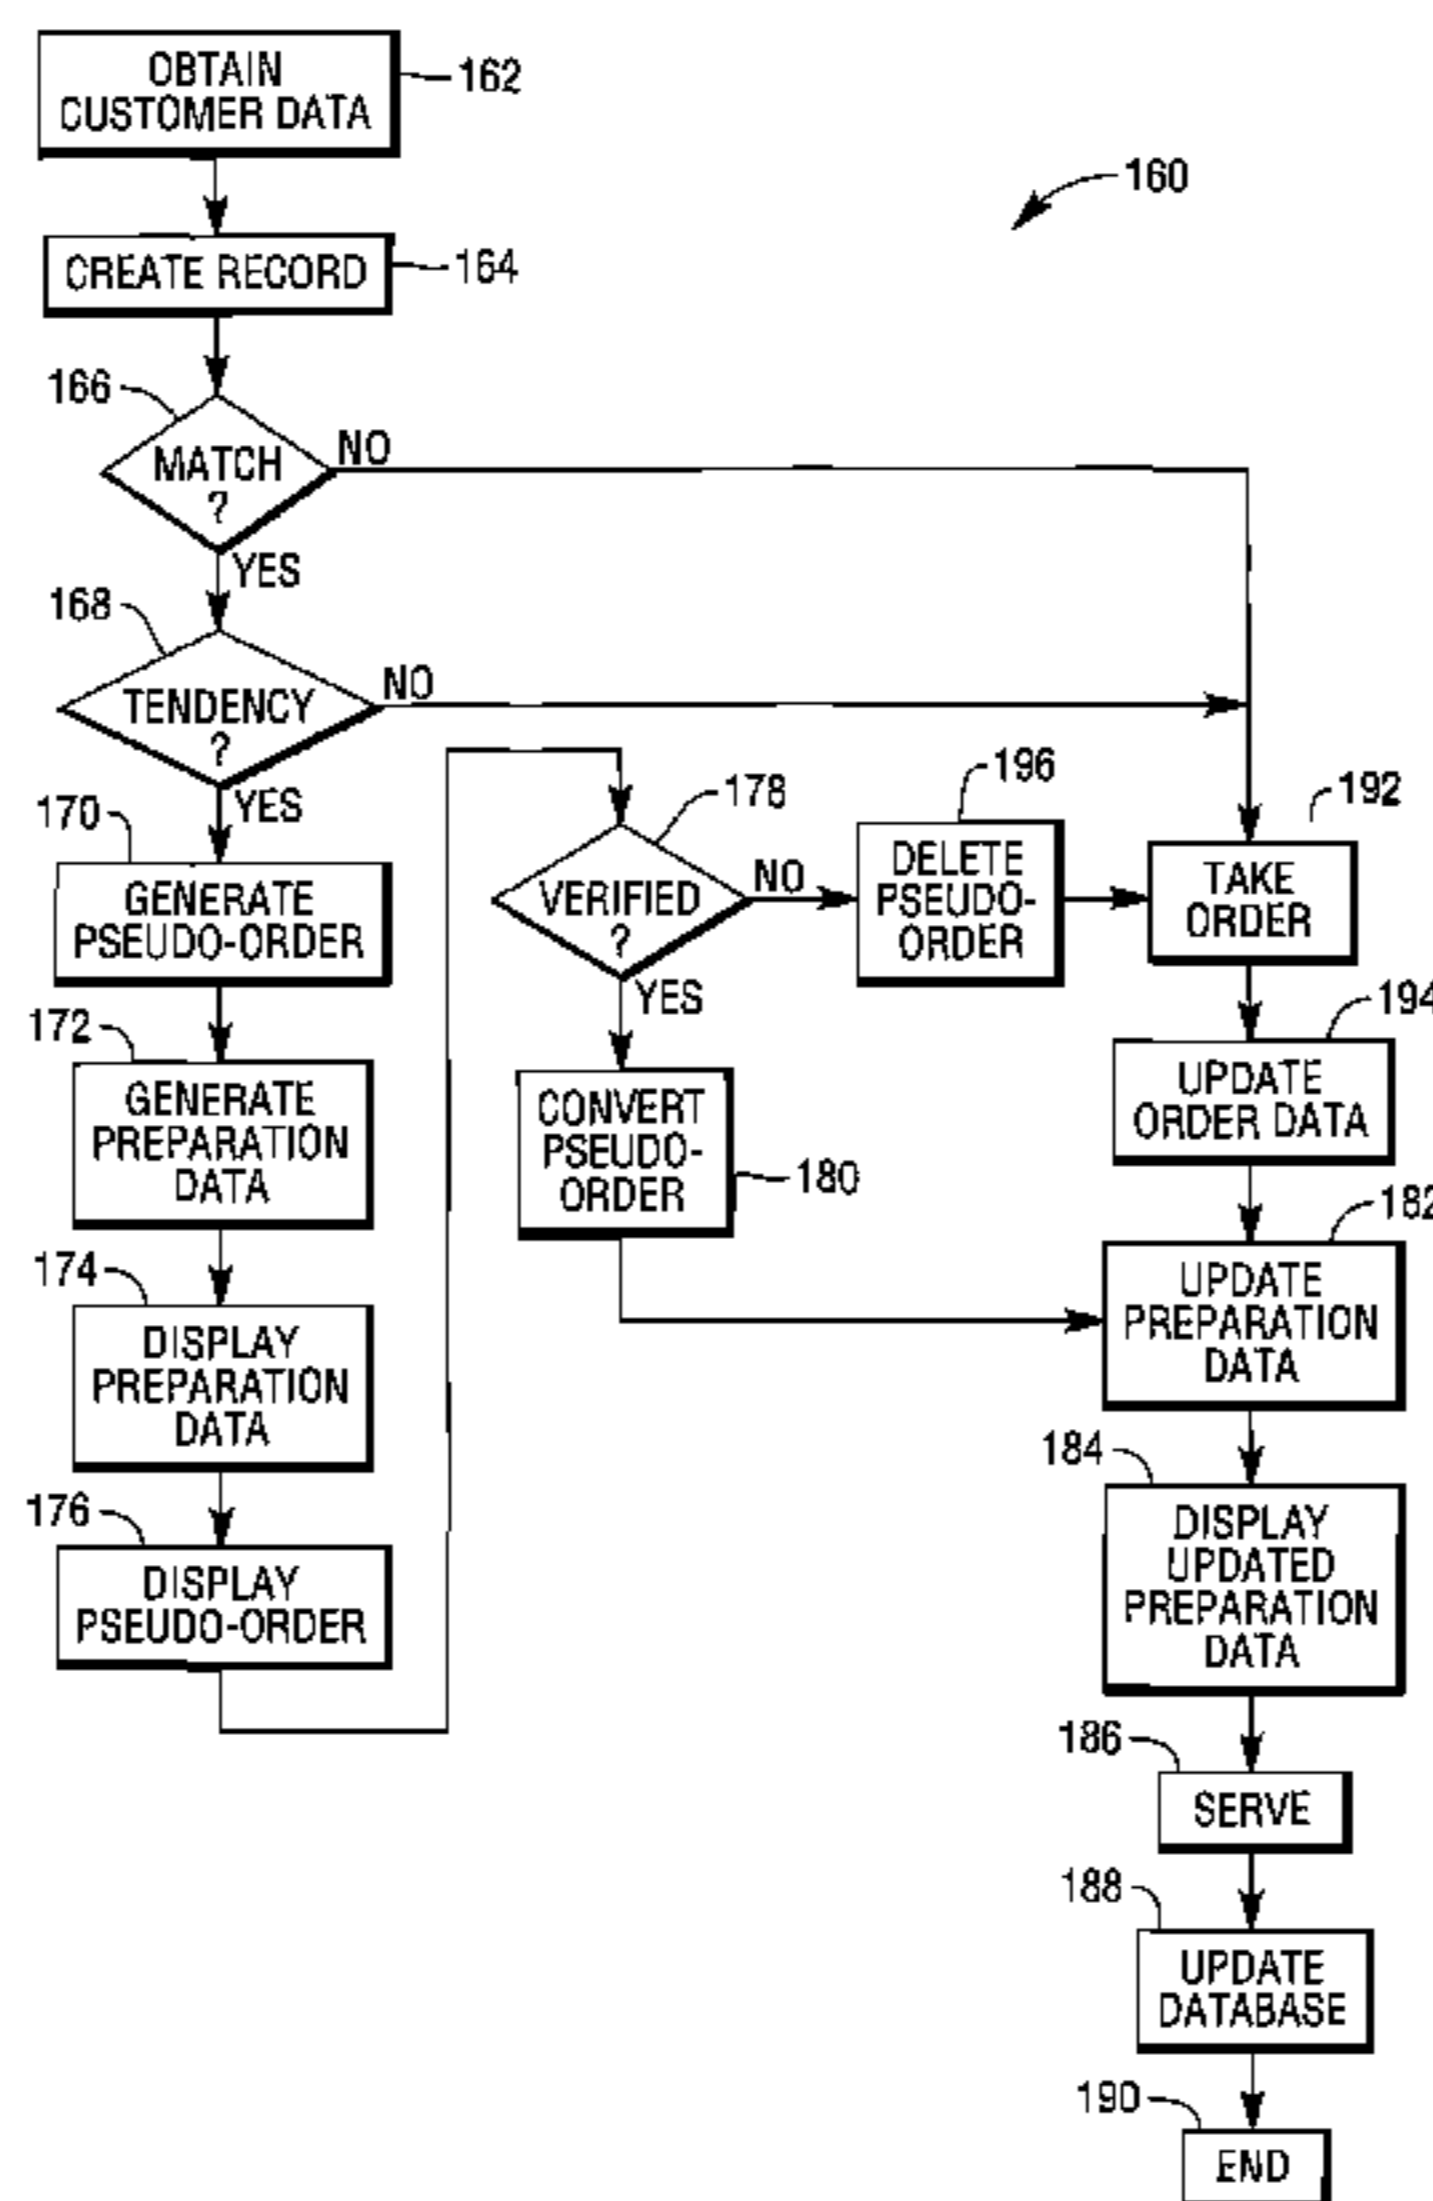 OBTAIN
CUSTOMER DATA
162
160
CREATE RECORD
164
166
MATCH
?
NO
YES
168
TENDENCY
?
NO
YES
170
GENERATE
PSEUDO-ORDER
172
GENERATE
PREPARATION
DATA
174
DISPLAY
PREPARATION
DATA
176
DISPLAY
PSEUDO-ORDER
178
VERIFIED
?
NO
YES
196
DELETE
PSEUDO-
ORDER
CONVERT
PSEUDO-
ORDER
180
192
TAKE
ORDER
194
UPDATE
ORDER DATA
182
UPDATE
PREPARATION
DATA
184
DISPLAY
UPDATED
PREPARATION
DATA
186
SERVE
188
UPDATE
DATABASE
190
END